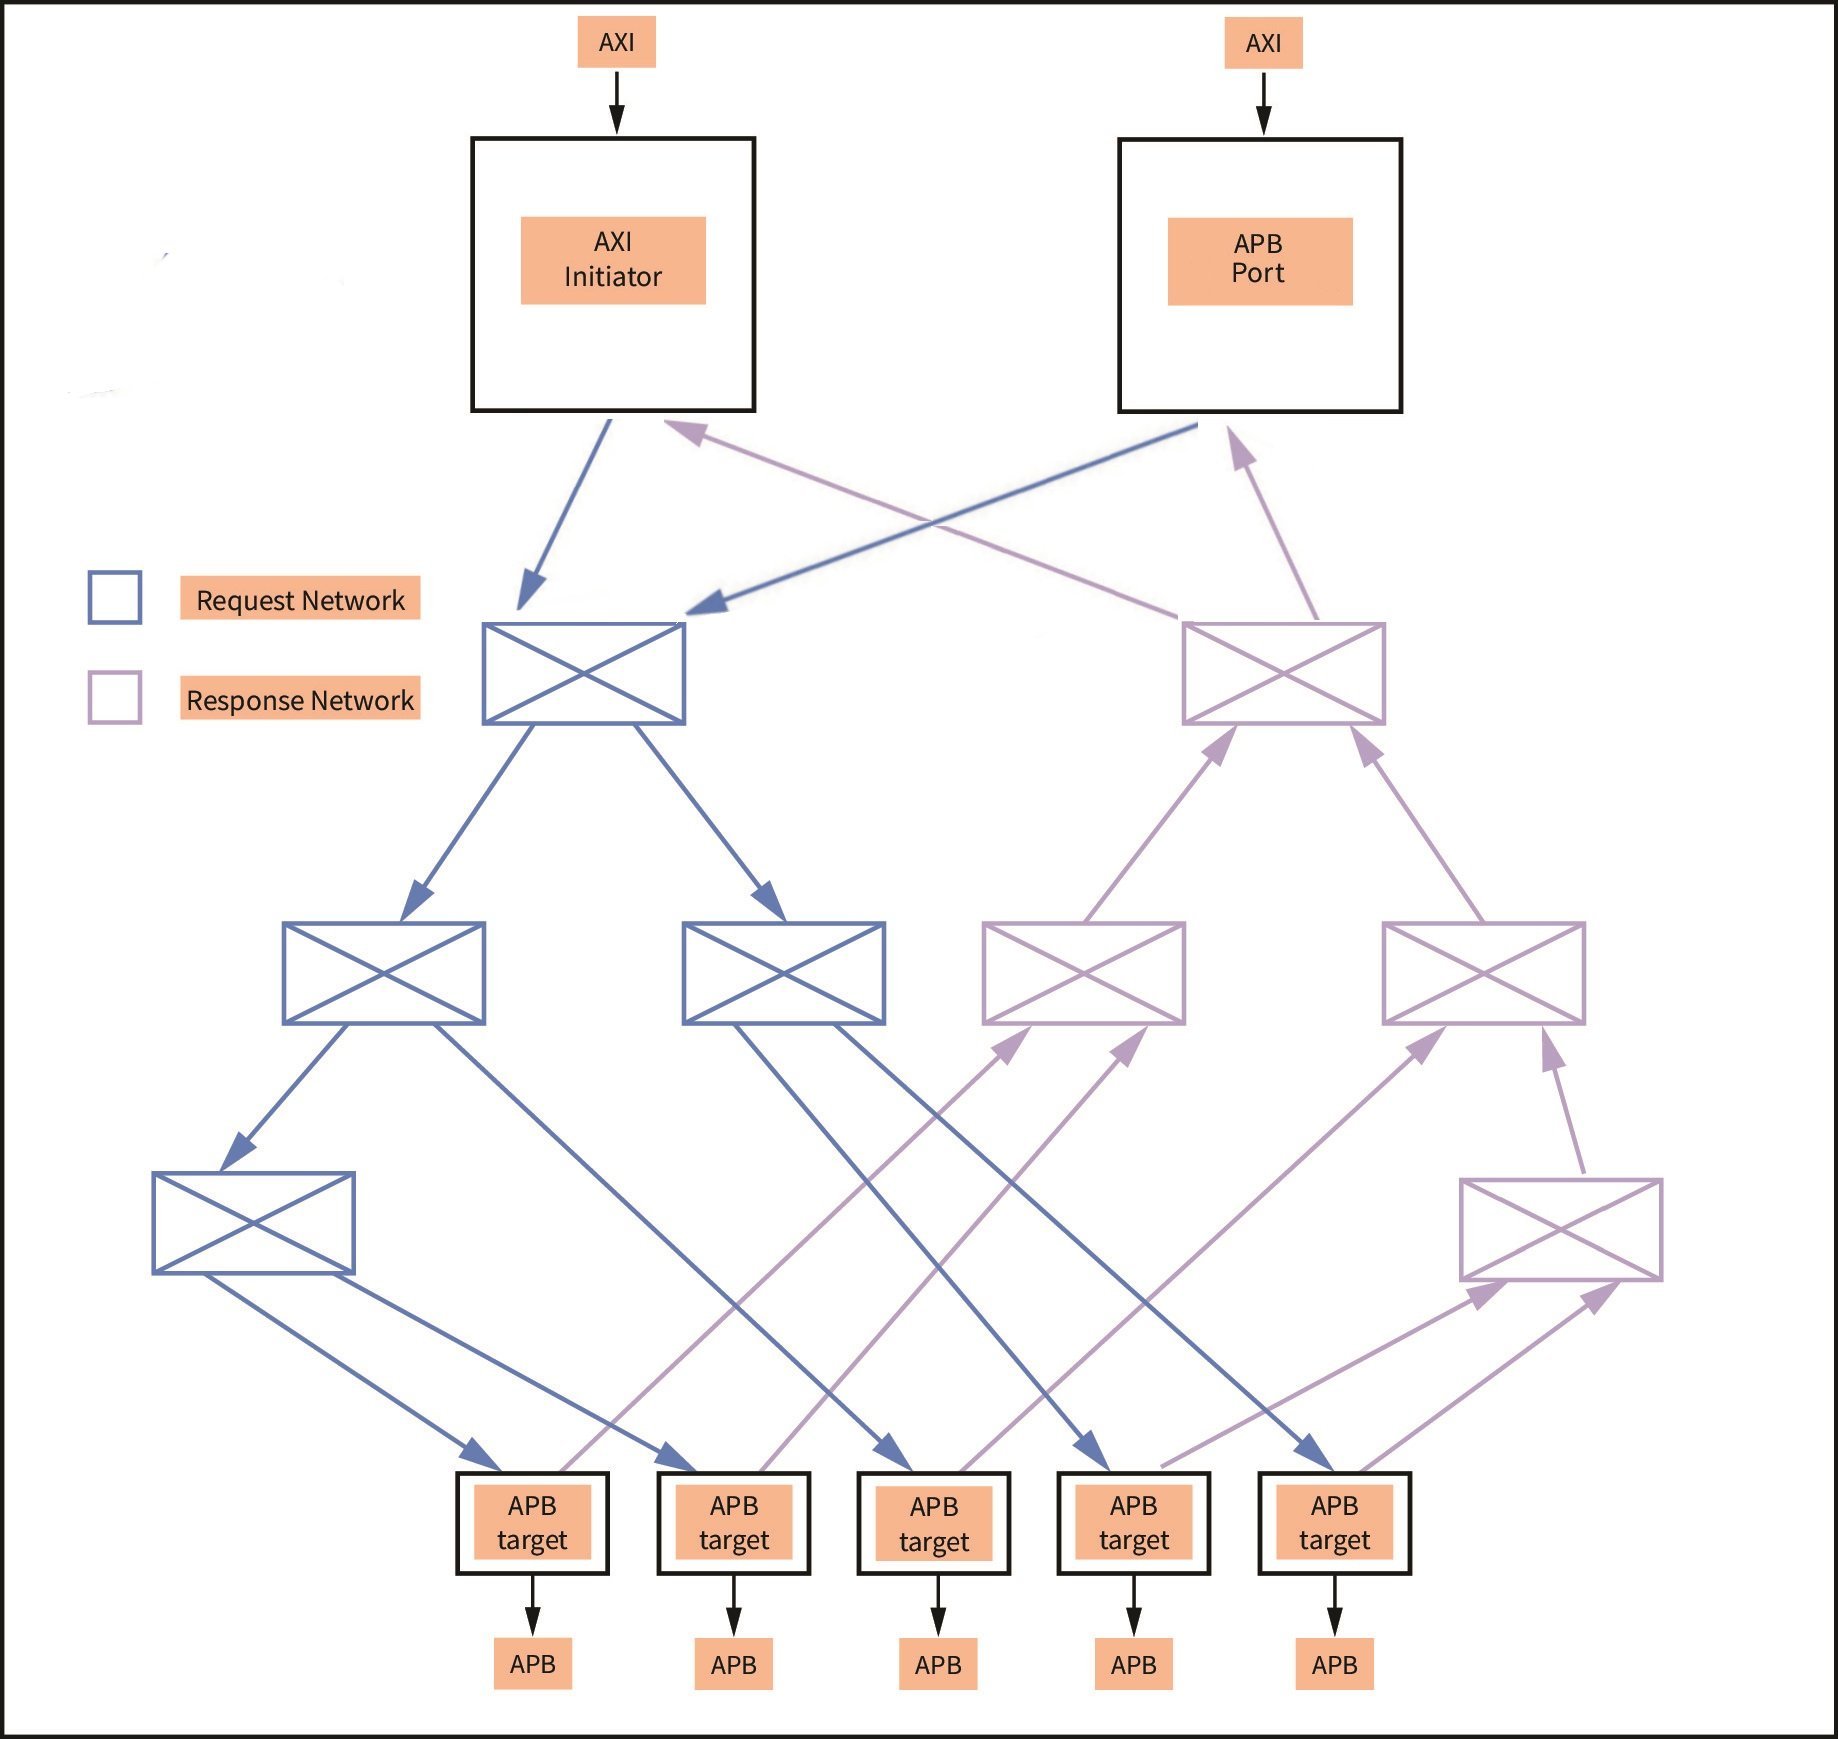 AXI
AXI
AXI
Initiator
APB
Port
Request Network
Response Network
APB
target
APB
target
APB
target
APB
target
APB
target
APB
APB
APB
APB
APB